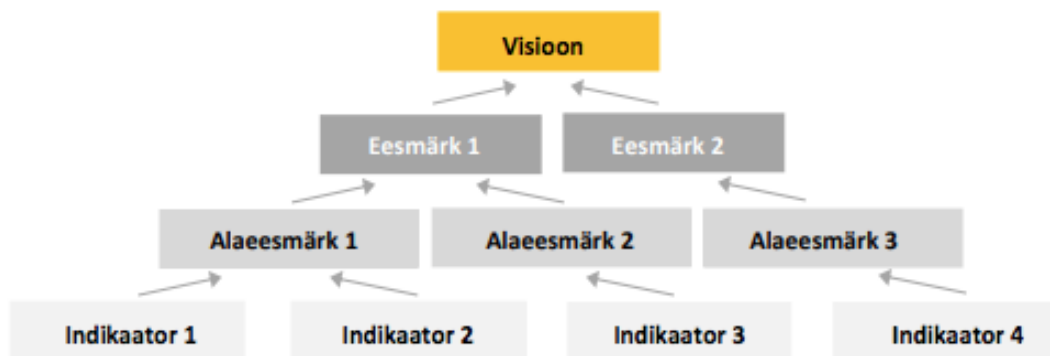 Visioon
Eesmärk 1
Eesmärk 2
Alaeesmärk 1
Alaeesmärk 2
Alaeesmärk 3
Indikaator 1
Indikaator 2
Indikaator 3
Indikaator 4